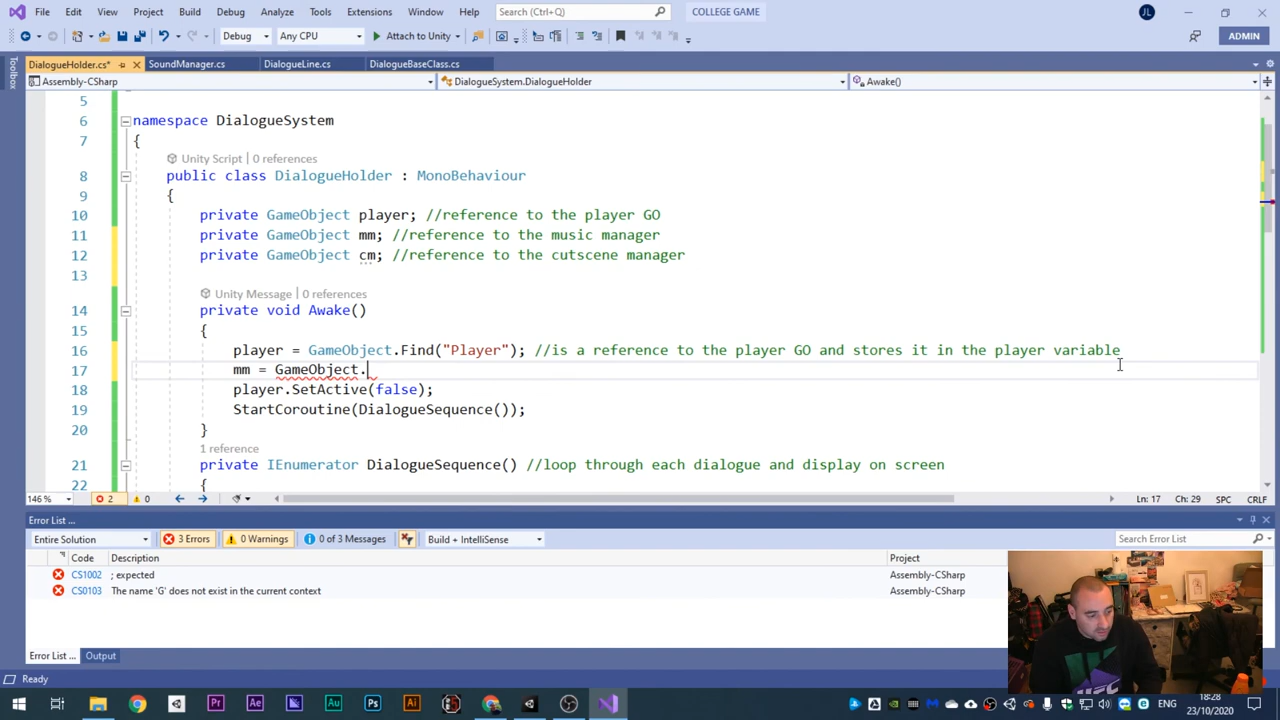 File Edit View Project Build Debug Analyze Tools Extensions Window Help Search (Ctrl+Q) COLLEGE GAME JL
Debug Any CPU Attach to Unity ADMIN
Toolbox
DialogueHolder.cs* SoundManager.cs DialogueLine.cs DialogueBaseClass.cs
Assembly-CSharp DialogueSystem.DialogueHolder Awake()
5
6 namespace DialogueSystem
7 {
Unity Script | 0 references
8 public class DialogueHolder : MonoBehaviour
9 {
10 private GameObject player; //reference to the player GO
11 private GameObject mm; //reference to the music manager
12 private GameObject cm; //reference to the cutscene manager
13
Unity Message | 0 references
14 private void Awake()
15 {
16 player = GameObject.Find("Player"); //is a reference to the player GO and stores it in the player variable
17 mm = GameObject.
18 player.SetActive(false);
19 StartCoroutine(DialogueSequence());
20 }
1 reference
21 private IEnumerator DialogueSequence() //loop through each dialogue and display on screen
22 {
146 % 2 0 Ln: 17 Ch: 29 SPC CRLF
Error List ...
Entire Solution 3 Errors 0 Warnings 0 of 3 Messages Build + IntelliSense Search Error List
Code Description Project
CS1002 ; expected Assembly-CSharp
CS0103 The name 'G' does not exist in the current context Assembly-CSharp
Error List ... Output
Ready
Pr Ae Au Ps Ai ENG 18:28
23/10/2020